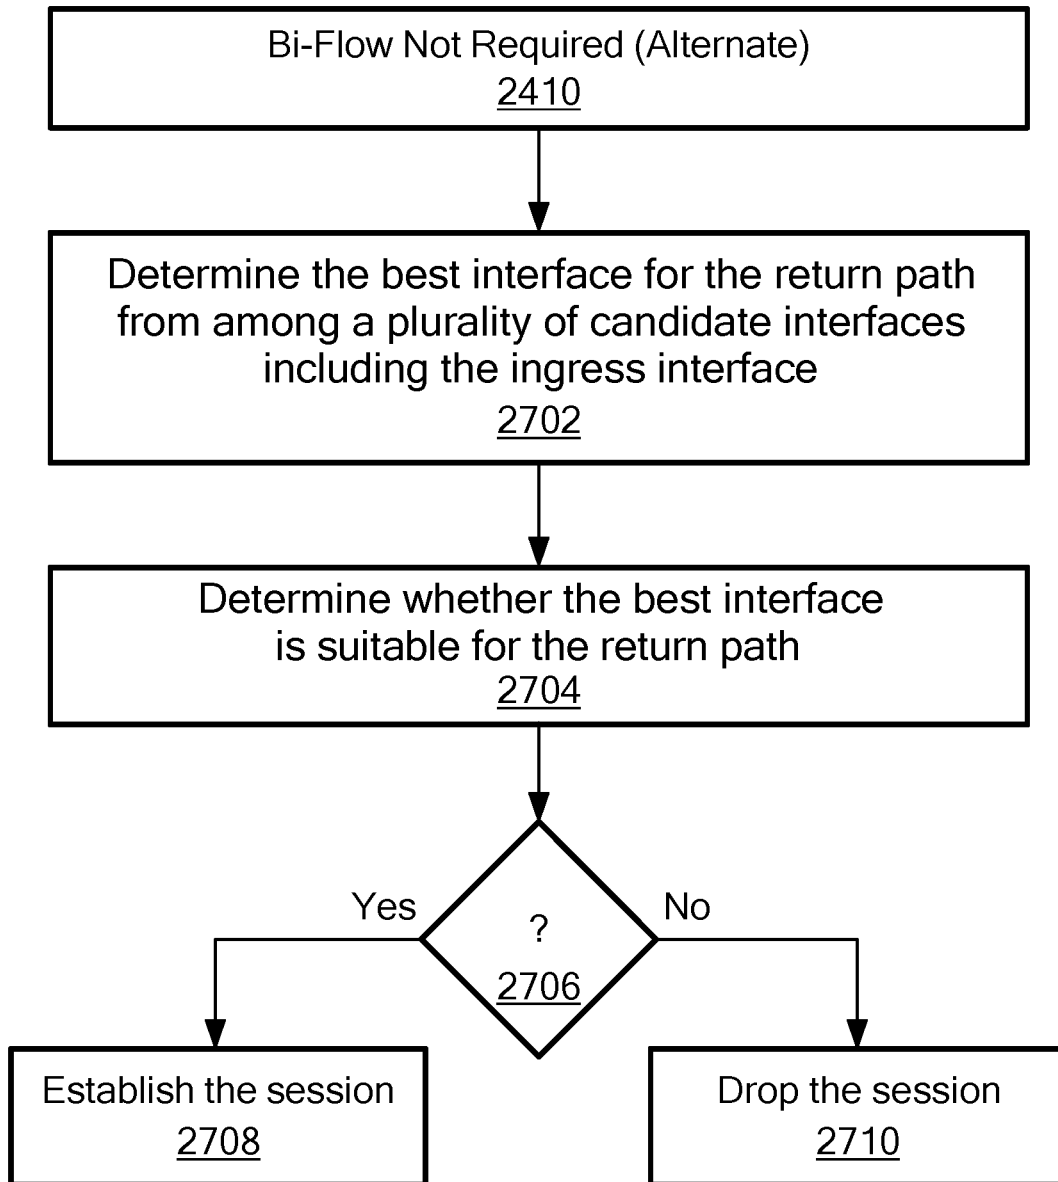 Bi-Flow Not Required (Alternate)
2410
Determine the best interface for the return path
from among a plurality of candidate interfaces
including the ingress interface
2702
Determine whether the best interface
is suitable for the return path
2704
Yes
No
?
2706
Establish the session
2708
Drop the session
2710